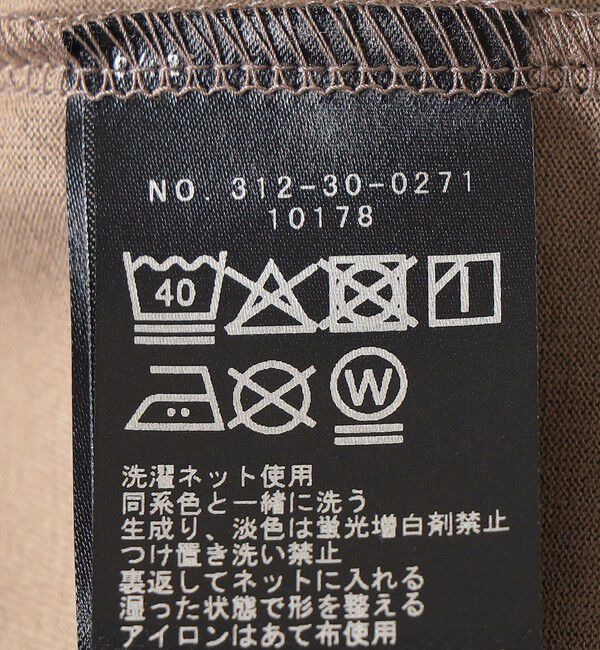 NO. 312-30-0271
10178
40
W
洗濯ネット使用
同系色と一緒に洗う
生成り、淡色は蛍光増白剤禁止
つけ置き洗い禁止
裏返してネットに入れる
湿った状態で形を整える
アイロンはあて布使用